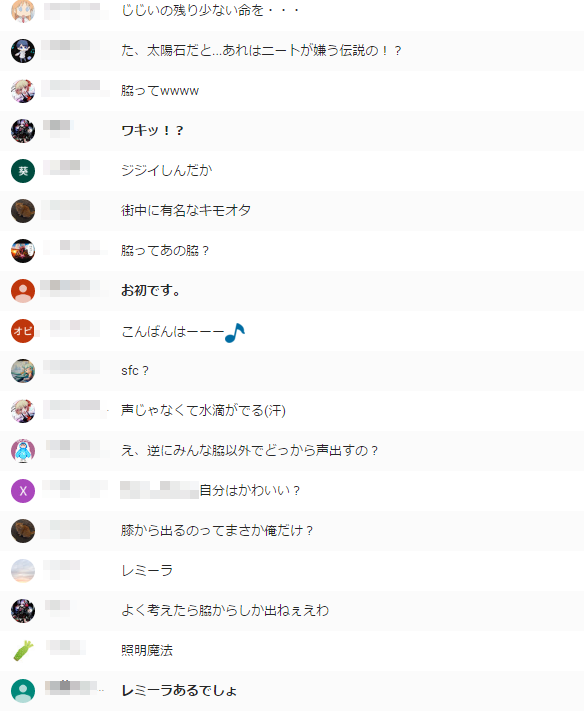 じじいの残り少ない命を・・・
た、太陽石だと...あれはニートが嫌う伝説の！？
脇ってwwww
ワキッ！？
葵 ジジイしんだか
街中に有名なキモオタ
脇ってあの脇？
お初です。
オビ こんばんはーーー
sfc？
声じゃなくて水滴がでる(汗)
え、逆にみんな脇以外でどっから声出すの？
X 自分はかわいい？
膝から出るのってまさか俺だけ？
レミーラ
よく考えたら脇からしか出ねぇえわ
照明魔法
レミーラあるでしょ